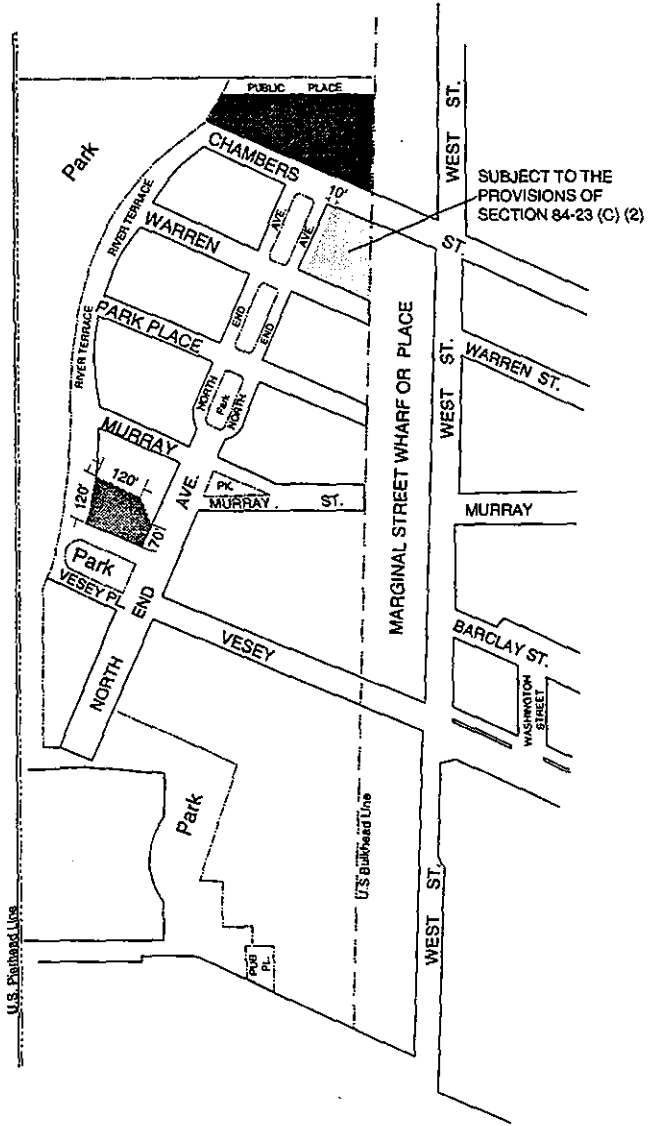 PUBLIC PLACE
WEST ST.
Park
CHAMBERS
ST.
10'
SUBJECT TO THE
PROVISIONS OF
SECTION 84-23 (C) (2)
AVE.
AVE.
RIVER TERRACE
WARREN
WARREN ST.
END
END
PARK PLACE
RIVER TERRACE
NORTH
Park
NORTH
MARGINAL STREET WHARF OR PLACE
WEST ST.
MURRAY
AVE.
PK.
MURRAY ST.
MURRAY
120'
120'
70'
Park
VESEY PL.
END
VESEY
NORTH
BARCLAY ST.
WASHINGTON
STREET
Park
U.S Bulkhead Line
WEST ST.
PUB
PL.
U.S. Pierhead Line